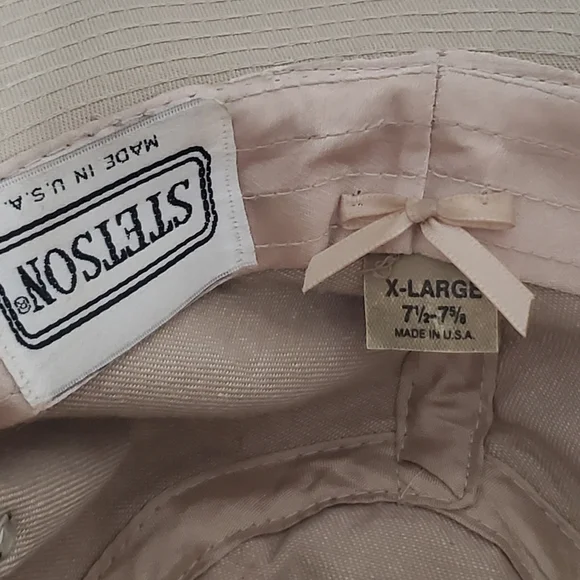 MADE IN U.S.A.
STETSON®
X-LARGE
7½-7⅝
MADE IN U.S.A.